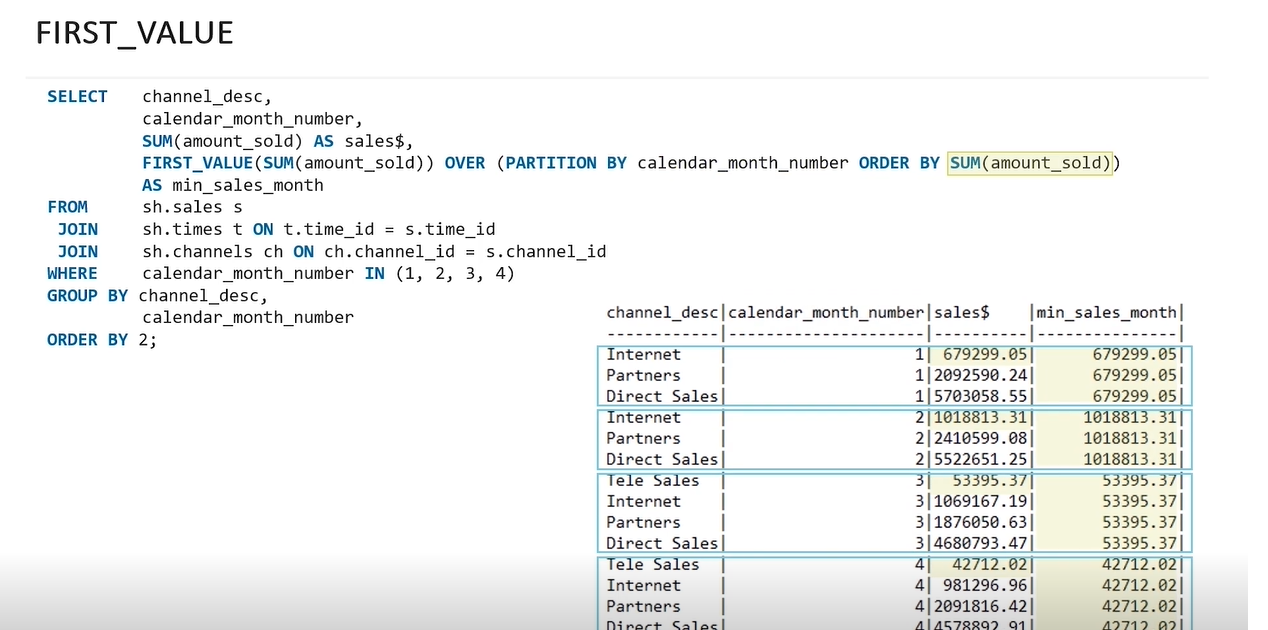 FIRST_VALUE
SELECT channel_desc,
calendar_month_number,
SUM(amount_sold) AS sales$,
FIRST_VALUE(SUM(amount_sold)) OVER (PARTITION BY calendar_month_number ORDER BY SUM(amount_sold))
AS min_sales_month
FROM sh.sales s
JOIN sh.times t ON t.time_id = s.time_id
JOIN sh.channels ch ON ch.channel_id = s.channel_id
WHERE calendar_month_number IN (1, 2, 3, 4)
GROUP BY channel_desc,
calendar_month_number
ORDER BY 2;
channel_desc|calendar_month_number|sales$ |min_sales_month|
------------|---------------------|----------|---------------|
Internet | 1| 679299.05| 679299.05|
Partners | 1|2092590.24| 679299.05|
Direct Sales| 1|5703058.55| 679299.05|
Internet | 2|1018813.31| 1018813.31|
Partners | 2|2410599.08| 1018813.31|
Direct Sales| 2|5522651.25| 1018813.31|
Tele Sales | 3| 53395.37| 53395.37|
Internet | 3|1069167.19| 53395.37|
Partners | 3|1876050.63| 53395.37|
Direct Sales| 3|4680793.47| 53395.37|
Tele Sales | 4| 42712.02| 42712.02|
Internet | 4| 981296.96| 42712.02|
Partners | 4|2091816.42| 42712.02|
Direct Sales| 4|4578892.91| 42712.02|